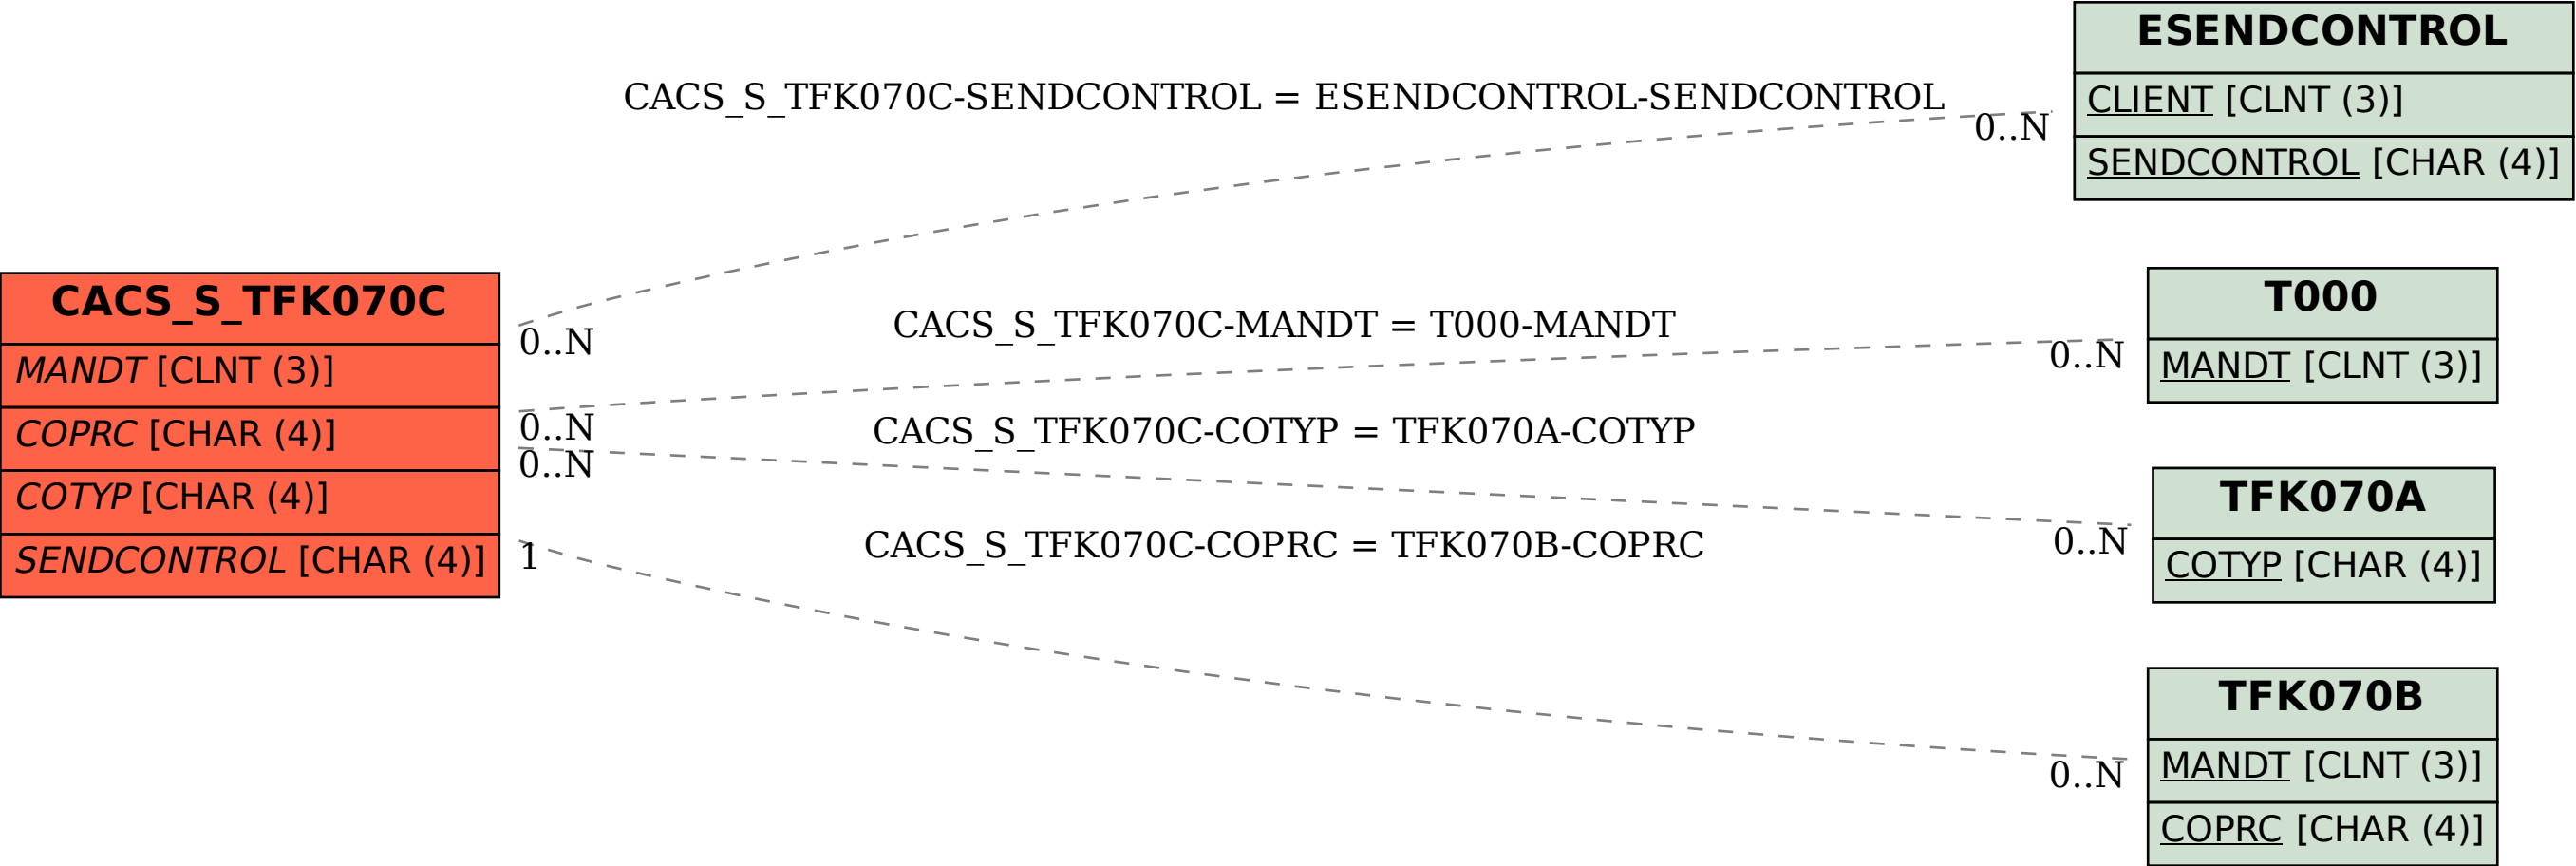 ESENDCONTROL
CLIENT [CLNT (3)]
SENDCONTROL [CHAR (4)]
CACS_S_TFK070C-SENDCONTROL = ESENDCONTROL-SENDCONTROL
0..N
0..N
CACS_S_TFK070C
MANDT [CLNT (3)]
COPRC [CHAR (4)]
COTYP [CHAR (4)]
SENDCONTROL [CHAR (4)]
CACS_S_TFK070C-MANDT = T000-MANDT
0..N
0..N
T000
MANDT [CLNT (3)]
CACS_S_TFK070C-COTYP = TFK070A-COTYP
0..N
0..N
TFK070A
COTYP [CHAR (4)]
CACS_S_TFK070C-COPRC = TFK070B-COPRC
1
0..N
TFK070B
MANDT [CLNT (3)]
COPRC [CHAR (4)]